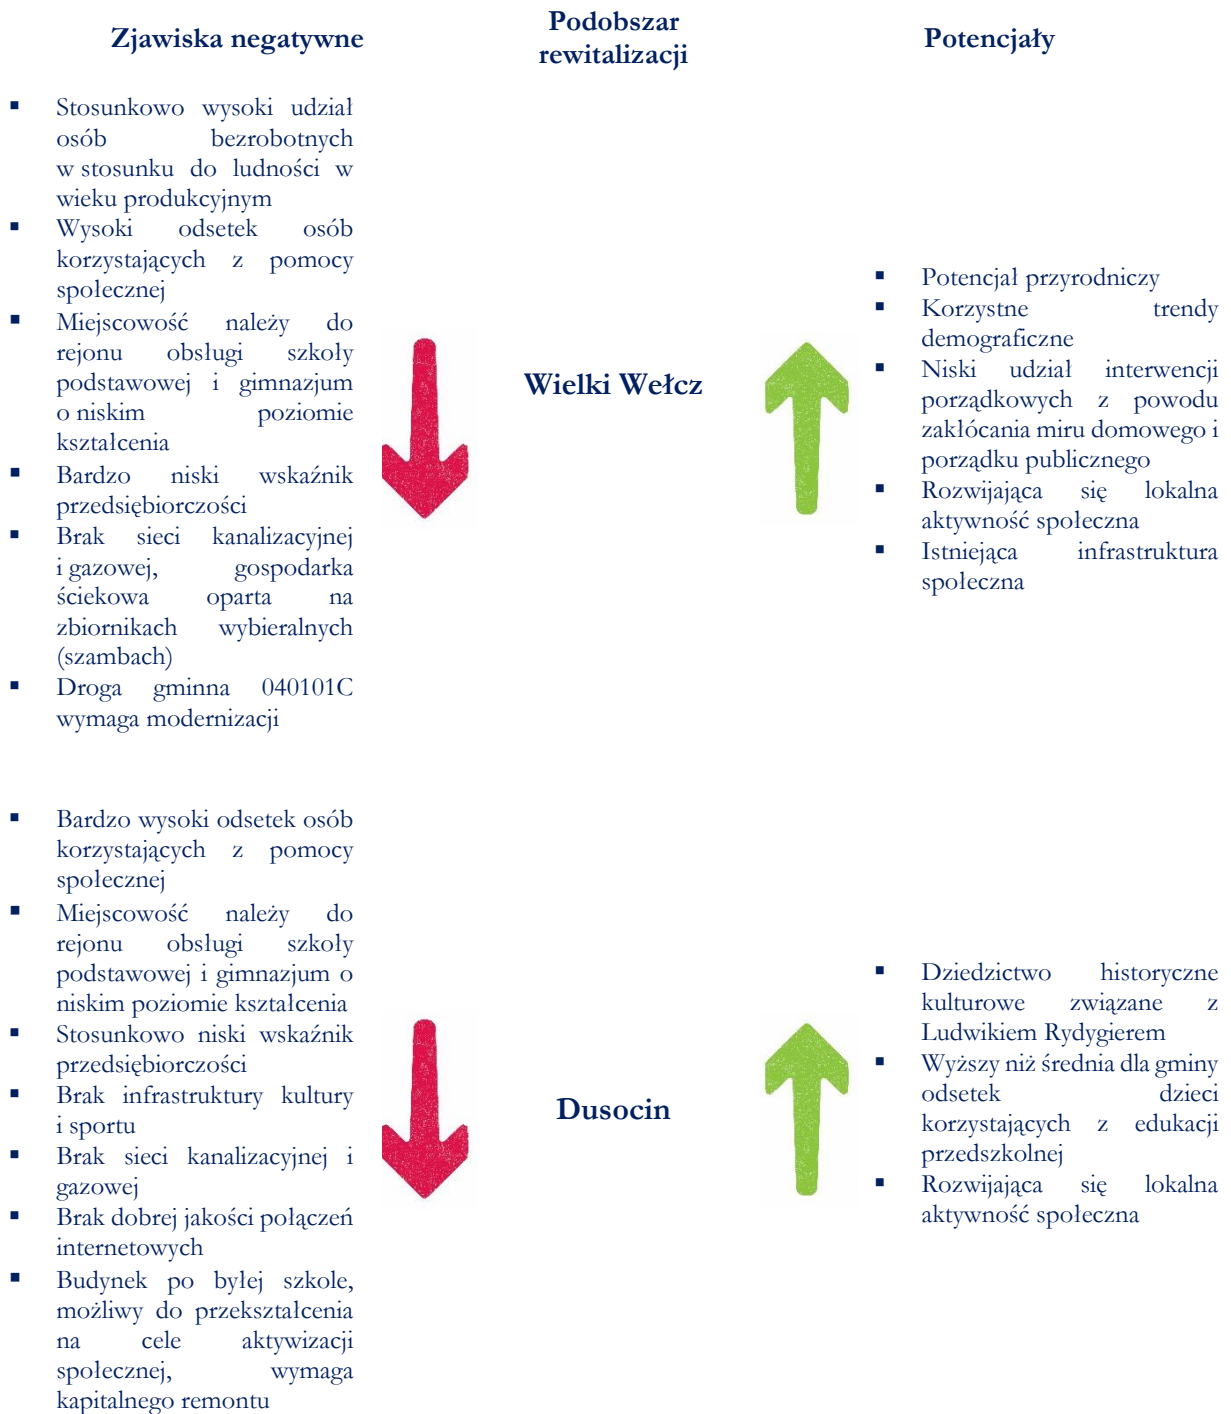 Zjawiska negatywne
Podobszar
rewitalizacji
Potencjały
▪ Stosunkowo wysoki udział
osób bezrobotnych
w stosunku do ludności w
wieku produkcyjnym
▪ Wysoki odsetek osób
korzystających z pomocy
społecznej
▪ Miejscowość należy do
rejonu obsługi szkoły
podstawowej i gimnazjum
o niskim poziomie
kształcenia
▪ Bardzo niski wskaźnik
przedsiębiorczości
▪ Brak sieci kanalizacyjnej
i gazowej, gospodarka
ściekowa oparta na
zbiornikach wybieralnych
(szambach)
▪ Droga gminna 040101C
wymaga modernizacji
Wielki Wełcz
▪ Potencjał przyrodniczy
▪ Korzystne trendy
demograficzne
▪ Niski udział interwencji
porządkowych z powodu
zakłócania miru domowego i
porządku publicznego
▪ Rozwijająca się lokalna
aktywność społeczna
▪ Istniejąca infrastruktura
społeczna
▪ Bardzo wysoki odsetek osób
korzystających z pomocy
społecznej
▪ Miejscowość należy do
rejonu obsługi szkoły
podstawowej i gimnazjum o
niskim poziomie kształcenia
▪ Stosunkowo niski wskaźnik
przedsiębiorczości
▪ Brak infrastruktury kultury
i sportu
▪ Brak sieci kanalizacyjnej i
gazowej
▪ Brak dobrej jakości połączeń
internetowych
▪ Budynek po byłej szkole,
możliwy do przekształcenia
na cele aktywizacji
społecznej, wymaga
kapitalnego remontu
Dusocin
▪ Dziedzictwo historyczne
kulturowe związane z
Ludwikiem Rydygierem
▪ Wyższy niż średnia dla gminy
odsetek dzieci
korzystających z edukacji
przedszkolnej
▪ Rozwijająca się lokalna
aktywność społeczna